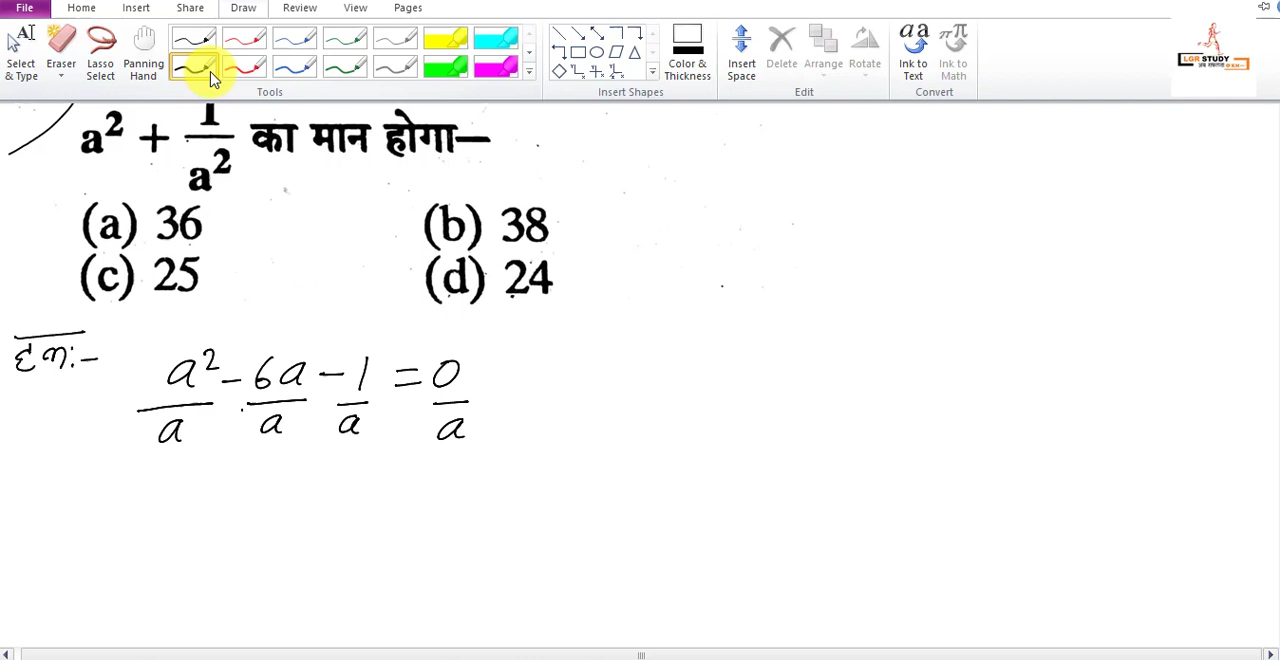 File Home Insert Share Draw Review View Pages
Select & Type Eraser Lasso Select Panning Hand Color & Thickness Insert Space Delete Arrange Rotate Ink to Text Ink to Math
Tools Insert Shapes Edit Convert
LGR STUDY
a² + 1/a² का मान होगा—
(a) 36 (b) 38
(c) 25 (d) 24
हल:-
a²/a - 6a/a - 1/a = 0/a